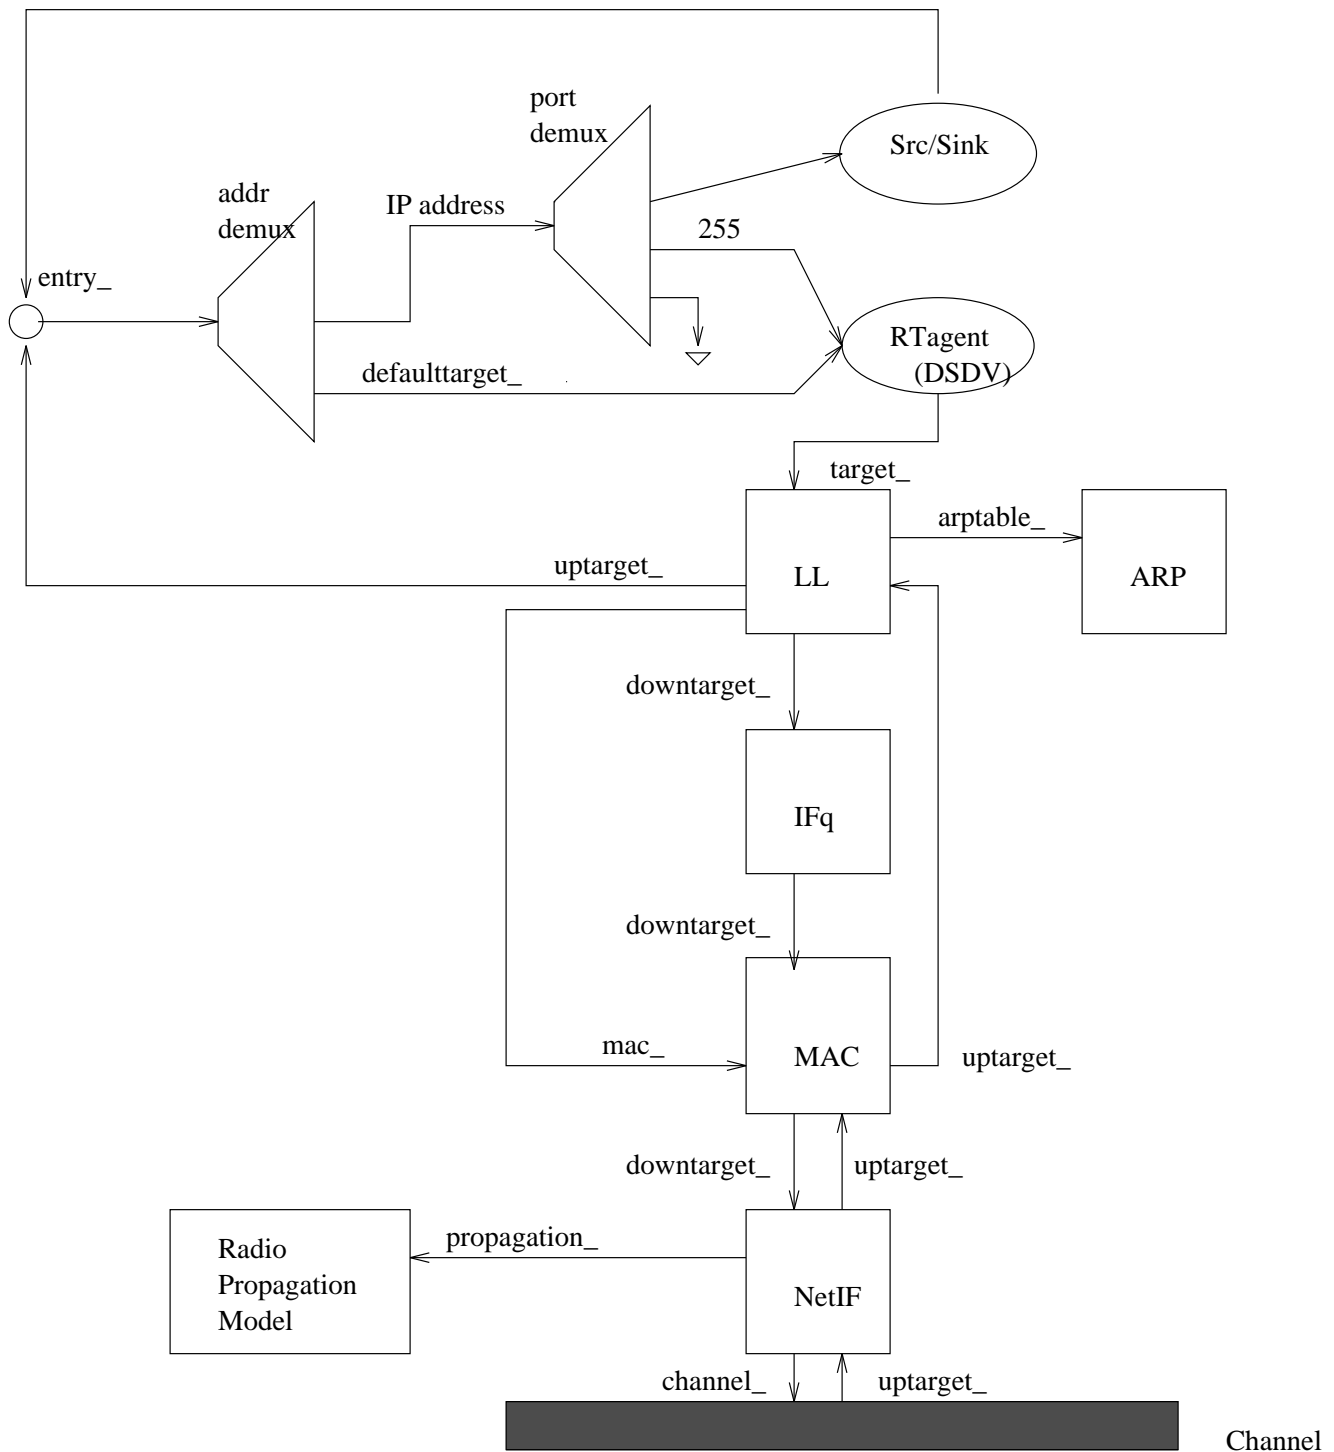 port
demux
Src/Sink
addr
demux
IP address
255
entry_
RTagent
(DSDV)
defaulttarget_
target_
arptable_
uptarget_
LL
ARP
downtarget_
IFq
downtarget_
mac_
MAC
uptarget_
downtarget_
uptarget_
Radio
Propagation
Model
propagation_
NetIF
channel_
uptarget_
Channel